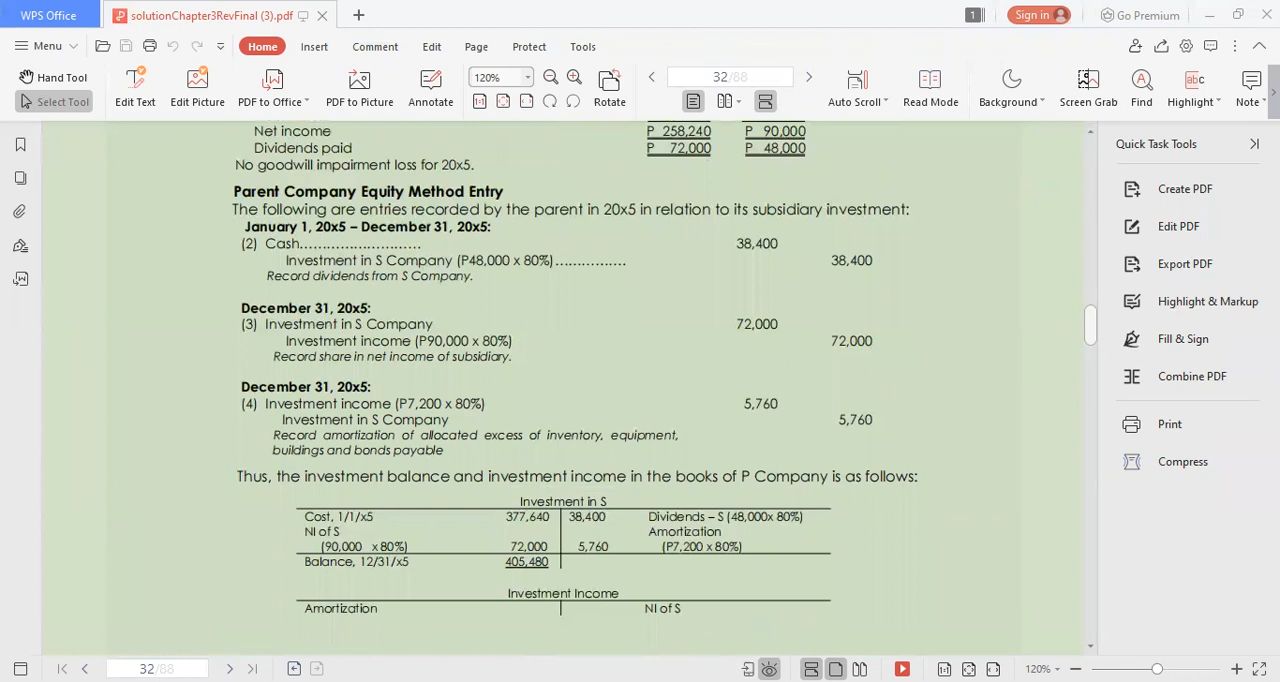 WPS Office
solutionChapter3RevFinal (3).pdf
1
Sign in
Go Premium
Menu
Home
Insert
Comment
Edit
Page
Protect
Tools
Hand Tool
Select Tool
Edit Text
Edit Picture
PDF to Office
PDF to Picture
Annotate
120%
Rotate
32/88
Auto Scroll
Read Mode
Background
Screen Grab
Find
Highlight
Note
Net income P 258,240 P 90,000
Dividends paid P 72,000 P 48,000
No goodwill impairment loss for 20x5.
Parent Company Equity Method Entry
The following are entries recorded by the parent in 20x5 in relation to its subsidiary investment:
January 1, 20x5 – December 31, 20x5:
(2) Cash........................ 38,400
Investment in S Company (P48,000 x 80%)............... 38,400
Record dividends from S Company.
December 31, 20x5:
(3) Investment in S Company 72,000
Investment income (P90,000 x 80%) 72,000
Record share in net income of subsidiary.
December 31, 20x5:
(4) Investment income (P7,200 x 80%) 5,760
Investment in S Company 5,760
Record amortization of allocated excess of inventory, equipment,
buildings and bonds payable
Thus, the investment balance and investment income in the books of P Company is as follows:
Investment in S
Cost, 1/1/x5 377,640 38,400 Dividends – S (48,000x 80%)
NI of S Amortization
(90,000 x 80%) 72,000 5,760 (P7,200 x 80%)
Balance, 12/31/x5 405,480
Investment Income
Amortization NI of S
Quick Task Tools
Create PDF
Edit PDF
Export PDF
Highlight & Markup
Fill & Sign
Combine PDF
Print
Compress
32/88
120%